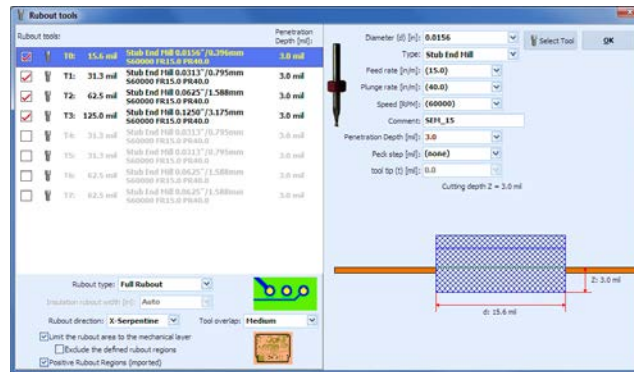 Rubout tools
Rubout tools:
Penetration
Depth [mil]:
T0: 15.6 mil Stub End Mill 0.0156"/0.396mm S60000 FR15.0 PR40.0 3.0 mil
T1: 31.3 mil Stub End Mill 0.0313"/0.795mm S60000 FR15.0 PR40.0 3.0 mil
T2: 62.5 mil Stub End Mill 0.0625"/1.588mm S60000 FR15.0 PR40.0 3.0 mil
T3: 125.0 mil Stub End Mill 0.1250"/3.175mm S60000 FR15.0 PR40.0 3.0 mil
T4: 31.3 mil Stub End Mill 0.0313"/0.795mm S60000 FR15.0 PR40.0 3.0 mil
T5: 31.3 mil Stub End Mill 0.0313"/0.795mm S60000 FR15.0 PR40.0 3.0 mil
T6: 62.5 mil Stub End Mill 0.0625"/1.588mm S60000 FR15.0 PR40.0 3.0 mil
T7: 62.5 mil Stub End Mill 0.0625"/1.588mm S60000 FR15.0 PR40.0 3.0 mil
Rubout type: Full Rubout
Insulation rubout width [in]: Auto
Rubout direction: X-Serpentine Tool overlap: Medium
Limit the rubout area to the mechanical layer
Exclude the defined rubout regions
Positive Rubout Regions (imported)
Diameter (d) [in]: 0.0156 Select Tool OK
Type: Stub End Mill
Feed rate [in/m]: (15.0)
Plunge rate [in/m]: (40.0)
Speed [RPM]: (60000)
Comment: SEM_15
Penetration Depth [mil]: 3.0
Peck step [mil]: (none)
tool tip (t) [mil]: 0.0
Cutting depth Z = 3.0 mil
Z: 3.0 mil
d: 15.6 mil